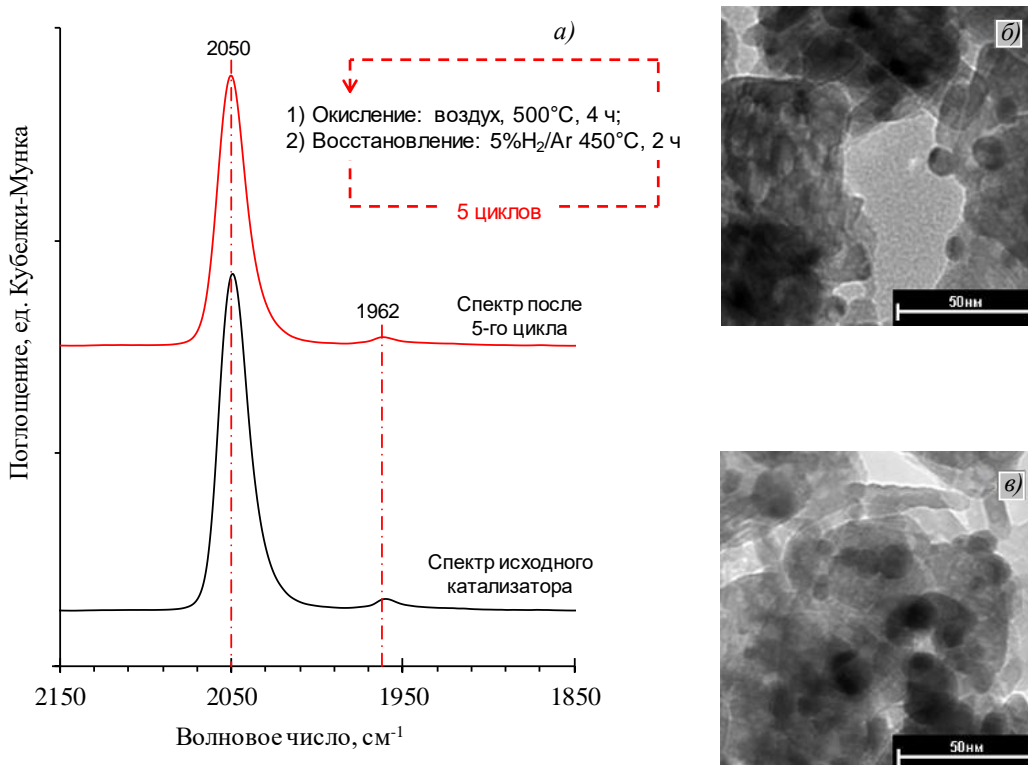 а)
2050
1) Окисление: воздух, 500°C, 4 ч;
2) Восстановление: 5%H₂/Ar 450°C, 2 ч
5 циклов
1962
Спектр после
5-го цикла
Спектр исходного
катализатора
Поглощение, ед. Кубелки-Мунка
2150 2050 1950 1850
Волновое число, см⁻¹
б)
50нм
в)
50нм